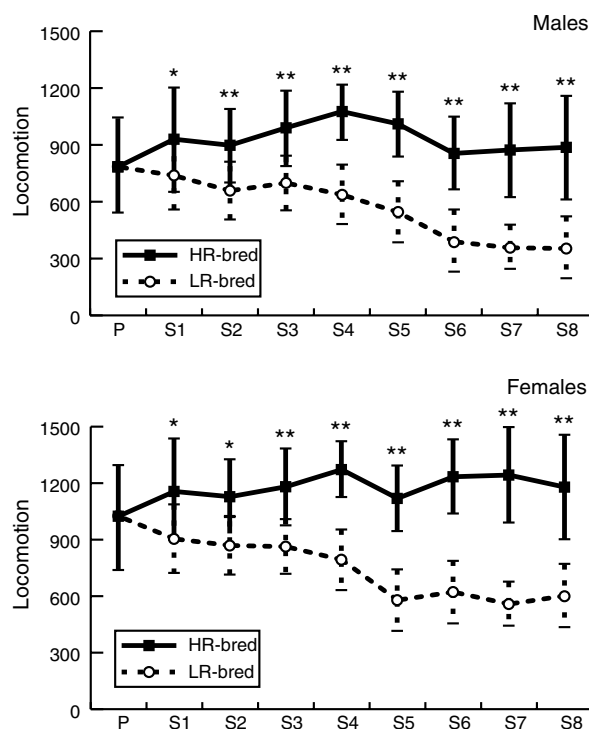 Males
1500
1200
900
600
300
0
Locomotion
* ** ** ** ** ** ** **
HR-bred
LR-bred
P S1 S2 S3 S4 S5 S6 S7 S8
Females
1500
1200
900
600
300
0
Locomotion
* * ** ** ** ** ** **
HR-bred
LR-bred
P S1 S2 S3 S4 S5 S6 S7 S8